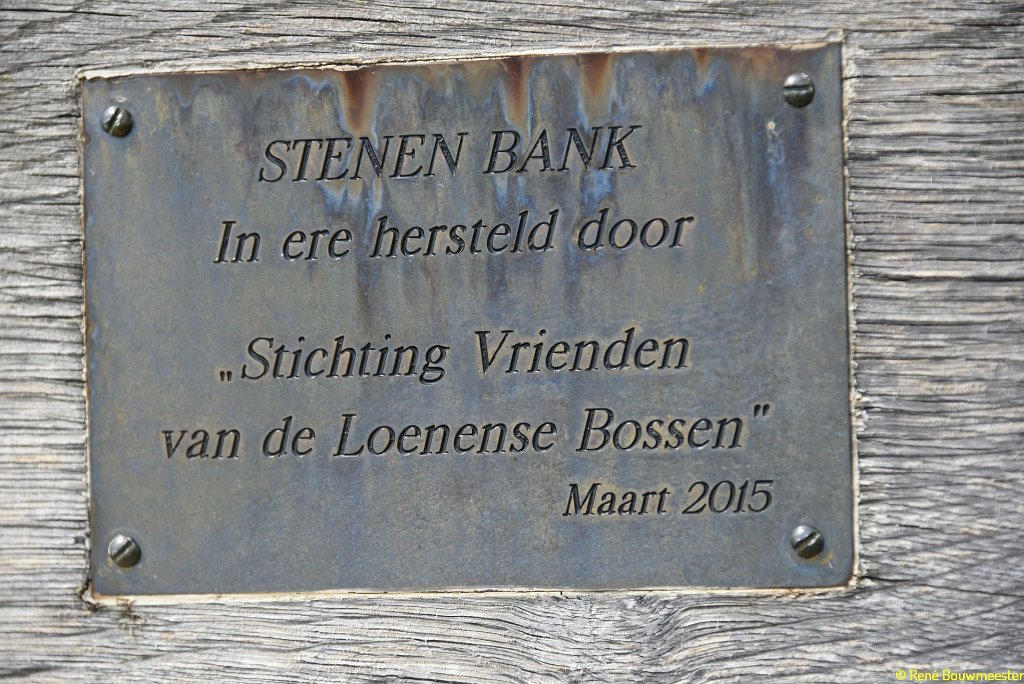 STENEN BANK
In ere hersteld door
„Stichting Vrienden
van de Loenense Bossen"
Maart 2015
© René Bouwmeester